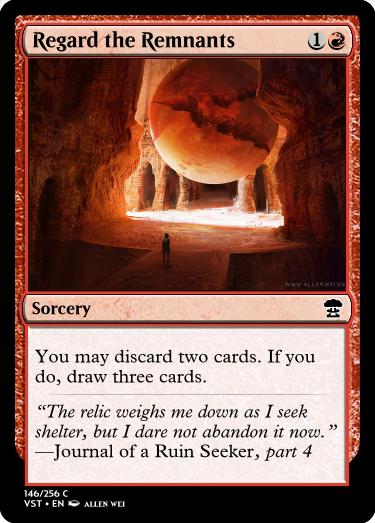 Regard the Remnants 1
WWW.ALLENWEI.DE
Sorcery
You may discard two cards. If you
do, draw three cards.
“The relic weighs me down as I seek
shelter, but I dare not abandon it now.”
—Journal of a Ruin Seeker, part 4
146/256 C
VST • EN ALLEN WEI